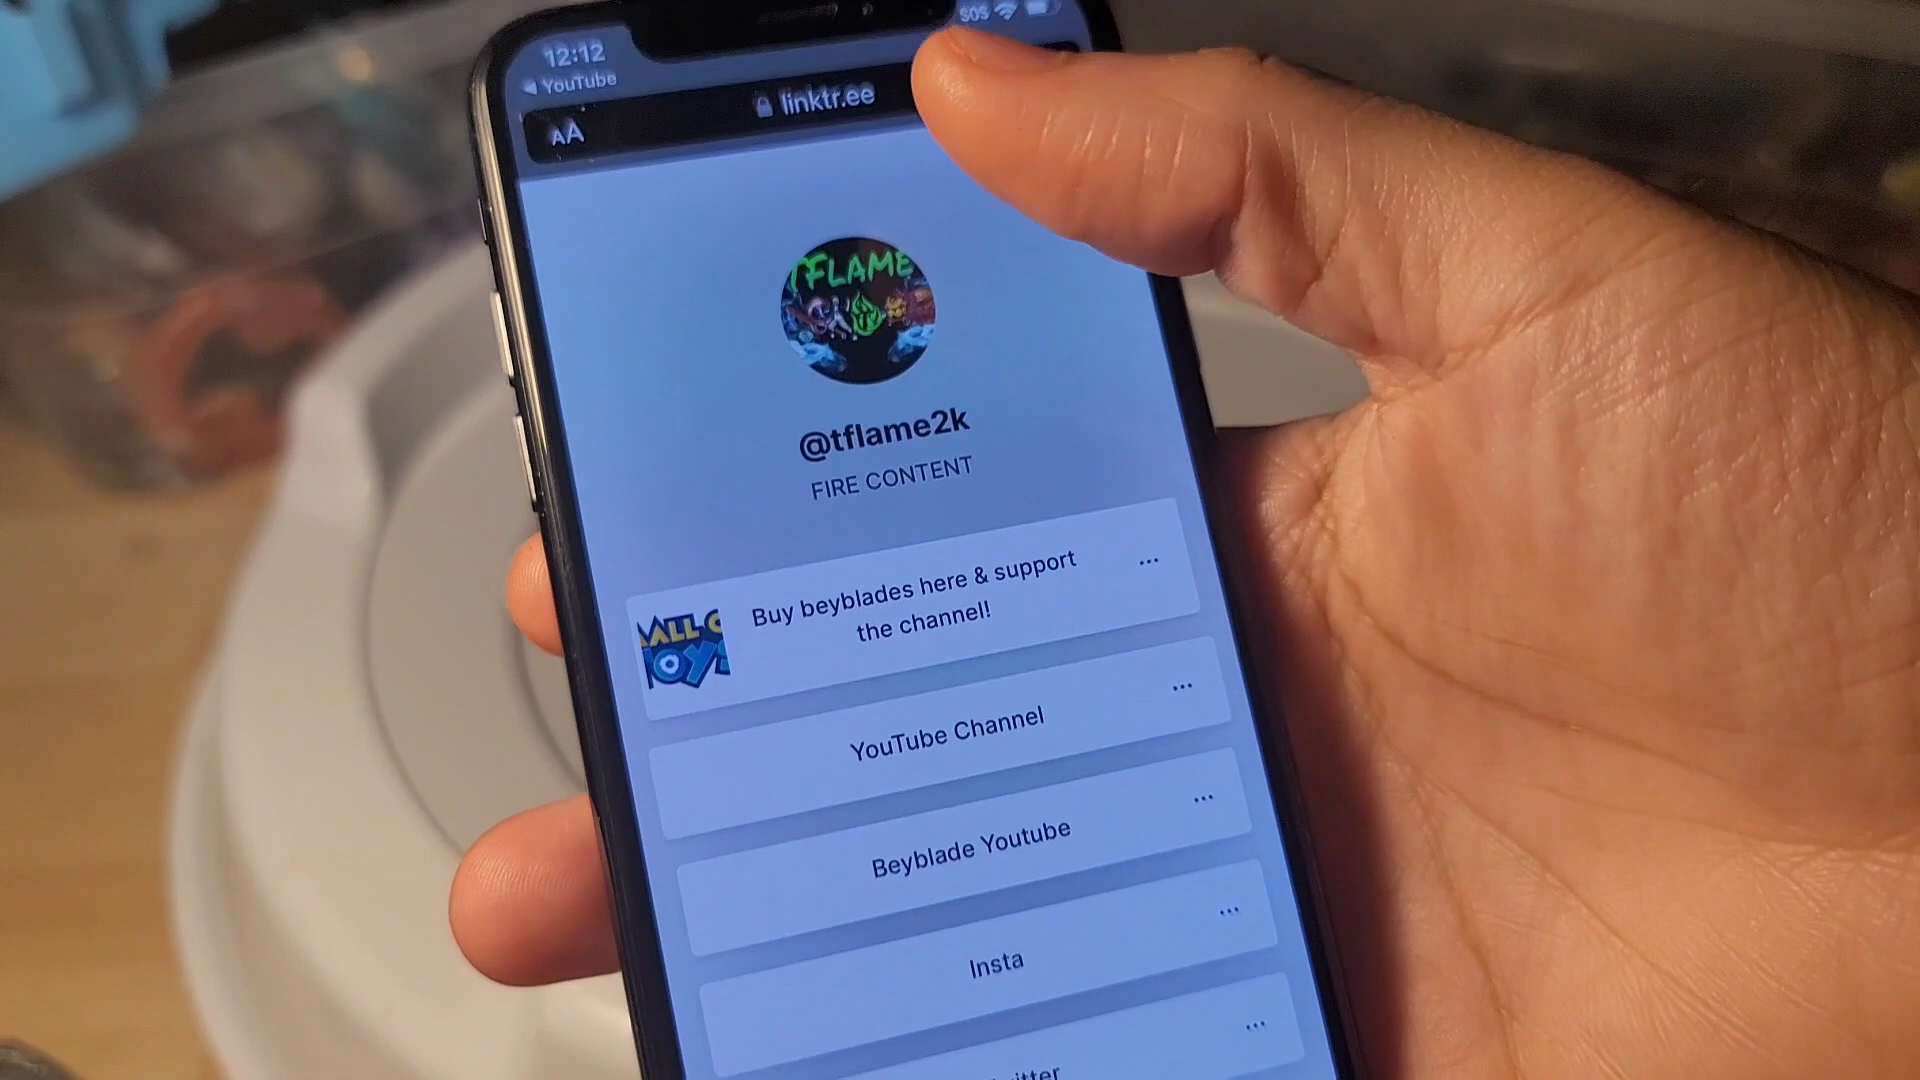 12:12
SOS
YouTube
linktr.ee
AA
TFLAME
@tflame2k
FIRE CONTENT
Buy beyblades here & support
the channel!
YouTube Channel
Beyblade Youtube
Insta